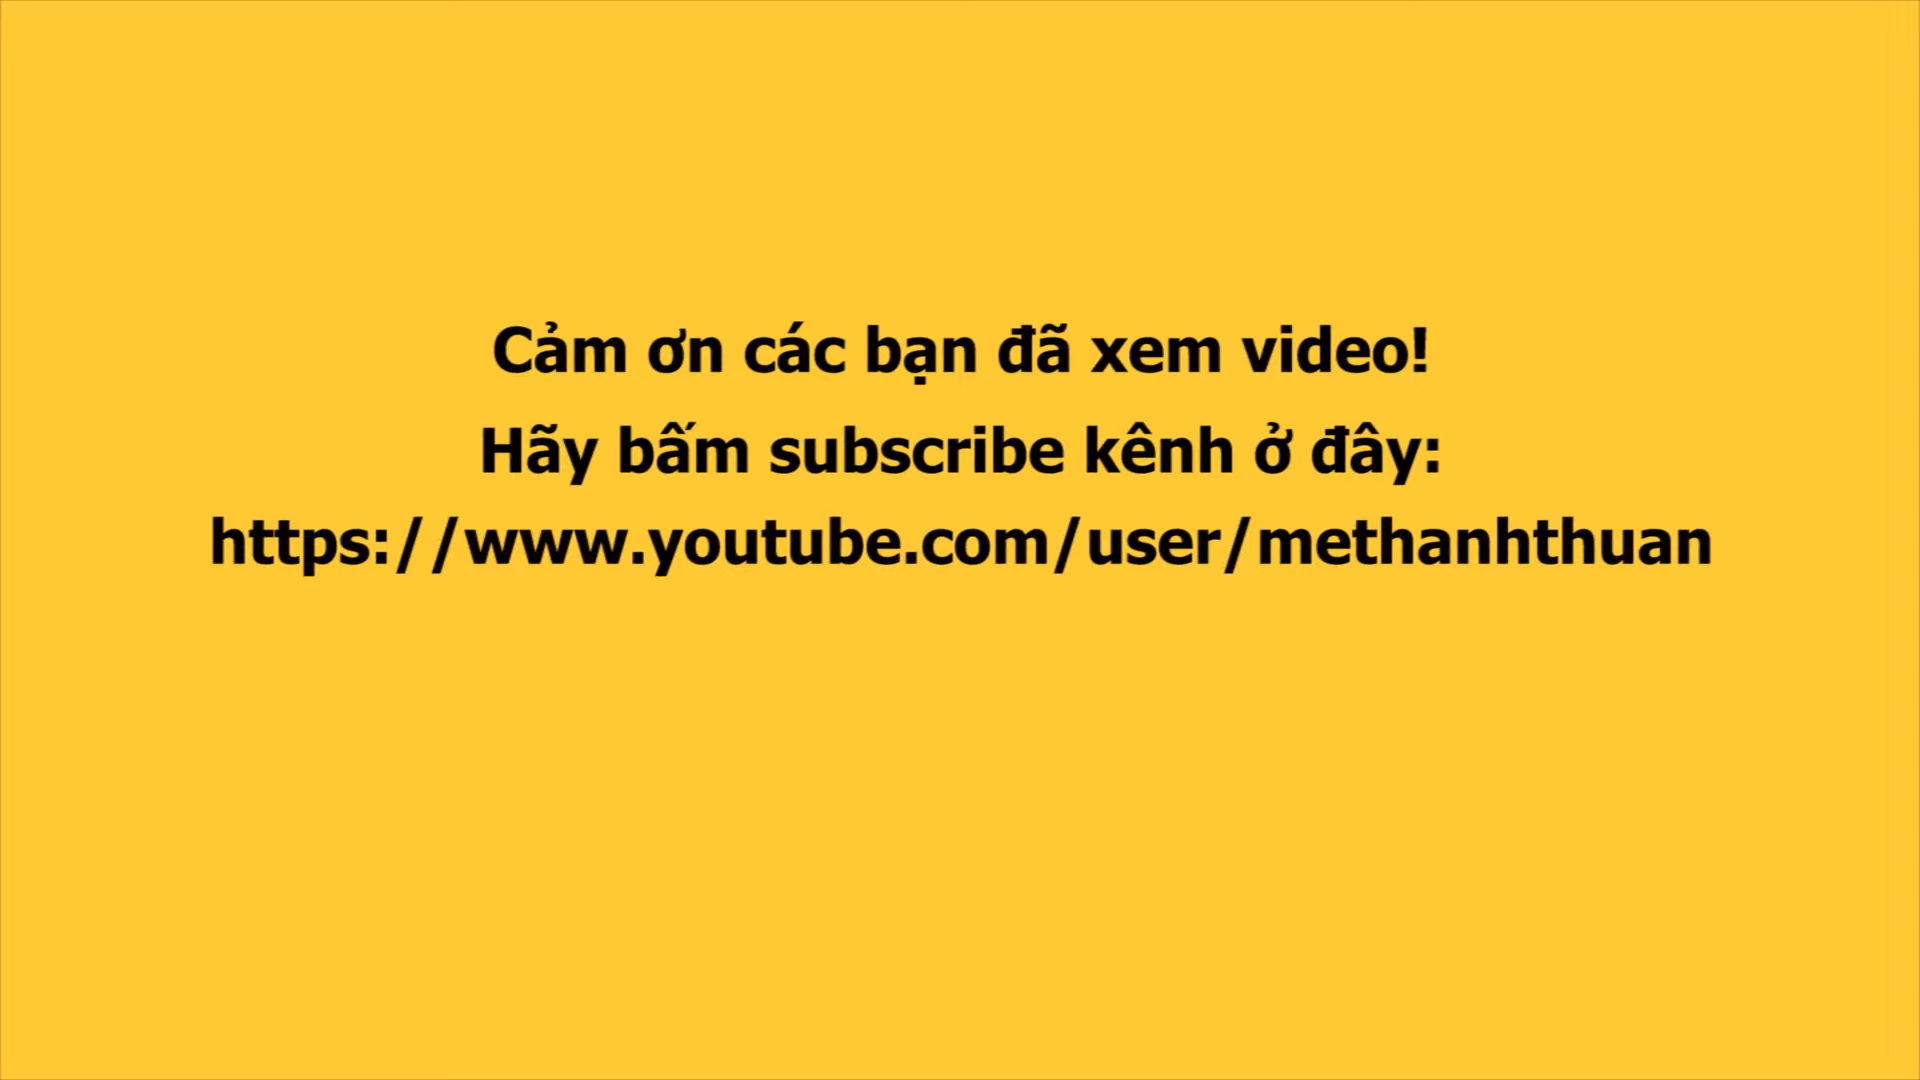 Cảm ơn các bạn đã xem video!
Hãy bấm subscribe kênh ở đây:
https://www.youtube.com/user/methanhthuan